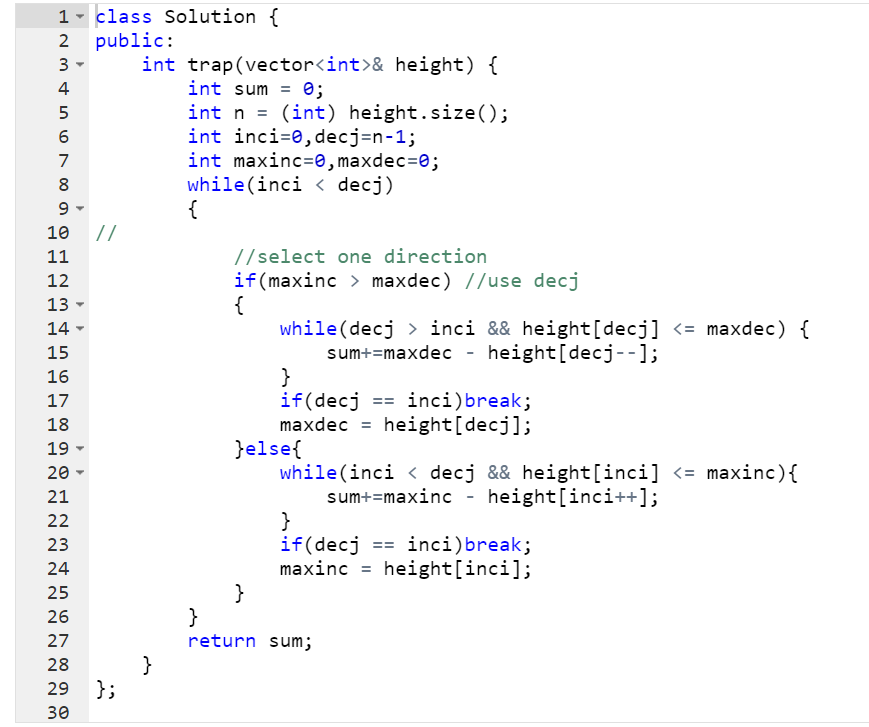 1 class Solution {
2 public:
3     int trap(vector<int>& height) {
4         int sum = 0;
5         int n = (int) height.size();
6         int inci=0,decj=n-1;
7         int maxinc=0,maxdec=0;
8         while(inci < decj)
9         {
10 //
11             //select one direction
12             if(maxinc > maxdec) //use decj
13             {
14                 while(decj > inci && height[decj] <= maxdec) {
15                     sum+=maxdec - height[decj--];
16                 }
17                 if(decj == inci)break;
18                 maxdec = height[decj];
19             }else{
20                 while(inci < decj && height[inci] <= maxinc){
21                     sum+=maxinc - height[inci++];
22                 }
23                 if(decj == inci)break;
24                 maxinc = height[inci];
25             }
26         }
27         return sum;
28     }
29 };
30